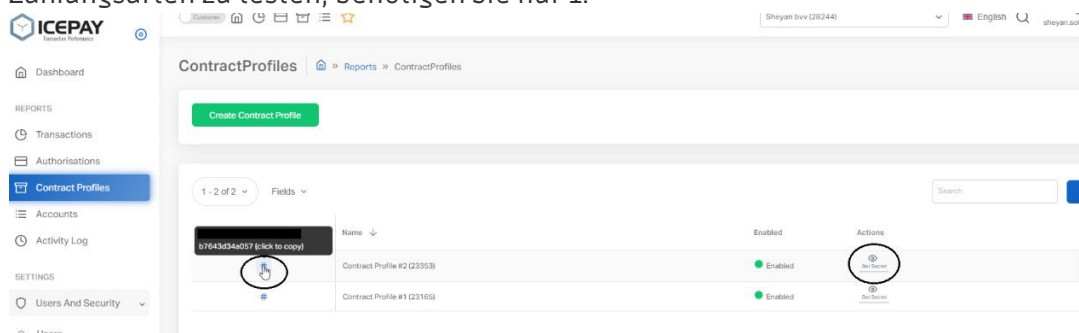 Zahlungsarten zu testen, benötigen Sie nur 1.
ICEPAY
Transaction Performance
Customer
Sheyan bvv (28244)
English
sheyan.sol
Dashboard
ContractProfiles
» Reports » ContractProfiles
REPORTS
Create Contract Profile
Transactions
Authorisations
Contract Profiles
1 - 2 of 2
Fields
Search
Accounts
Activity Log
Name
Enabled
Actions
b7643d34a057 (click to copy)
Contract Profile #2 (23353)
Enabled
Get Secret
SETTINGS
#
Contract Profile #1 (23165)
Enabled
Get Secret
Users And Security